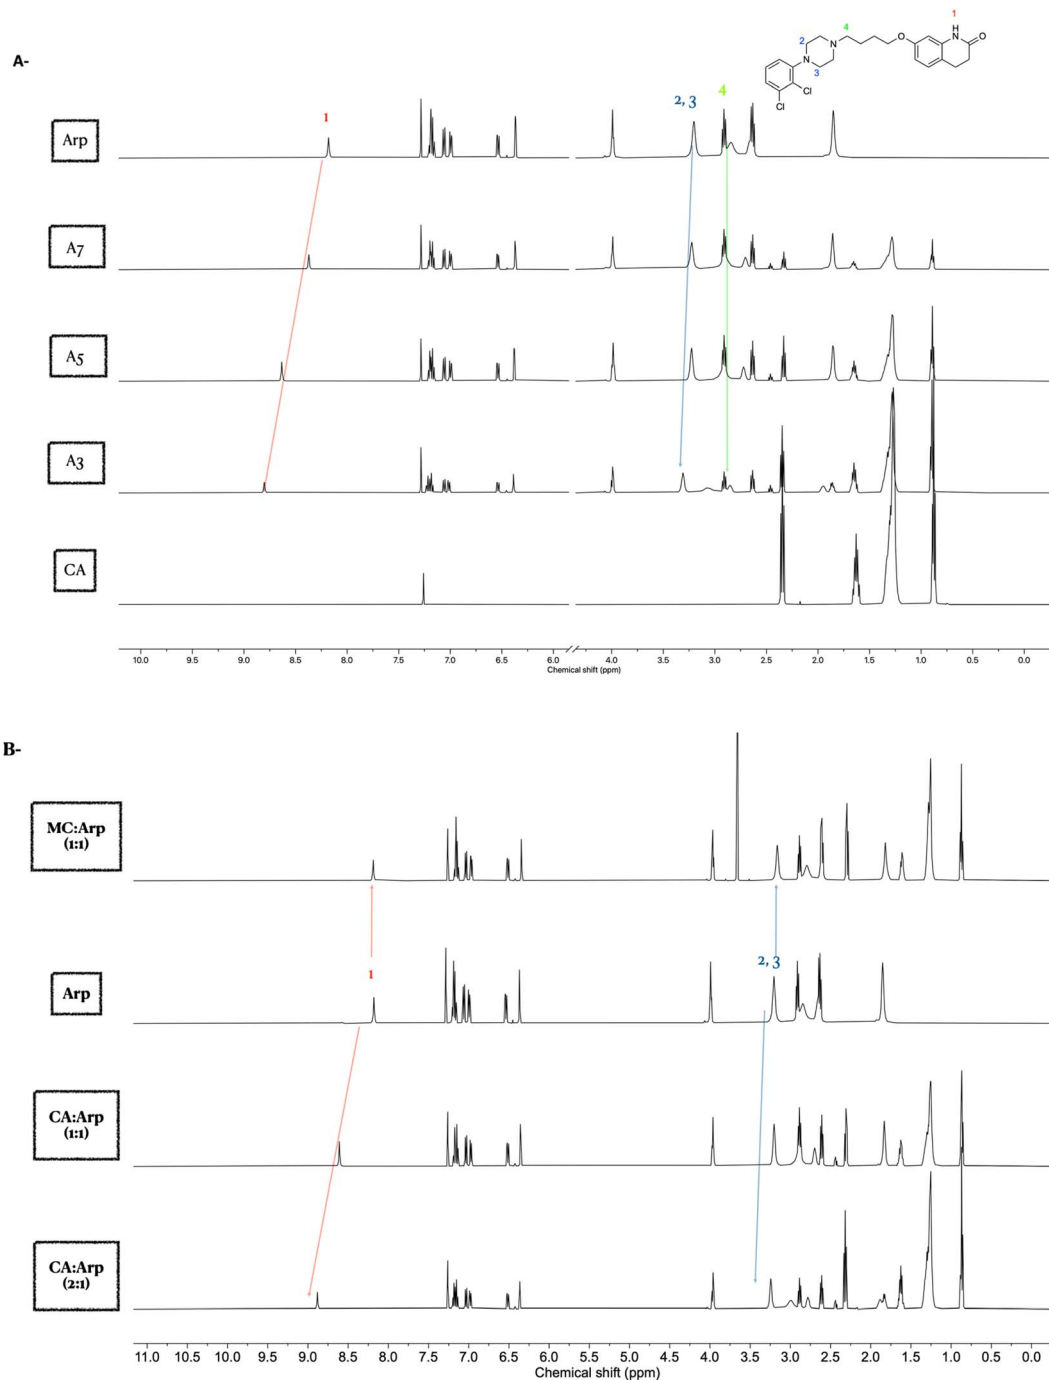 A-
1
H
N
O
O
4
N
2
N
3
Cl
Cl
1
2, 3
4
Arp
A7
A5
A3
CA
10.0 9.5 9.0 8.5 8.0 7.5 7.0 6.5 6.0 4.0 3.5 3.0 2.5 2.0 1.5 1.0 0.5 0.0
Chemical shift (ppm)
B-
MC:Arp
(1:1)
1
2, 3
Arp
CA:Arp
(1:1)
CA:Arp
(2:1)
11.0 10.5 10.0 9.5 9.0 8.5 8.0 7.5 7.0 6.5 6.0 5.5 5.0 4.5 4.0 3.5 3.0 2.5 2.0 1.5 1.0 0.5 0.0
Chemical shift (ppm)